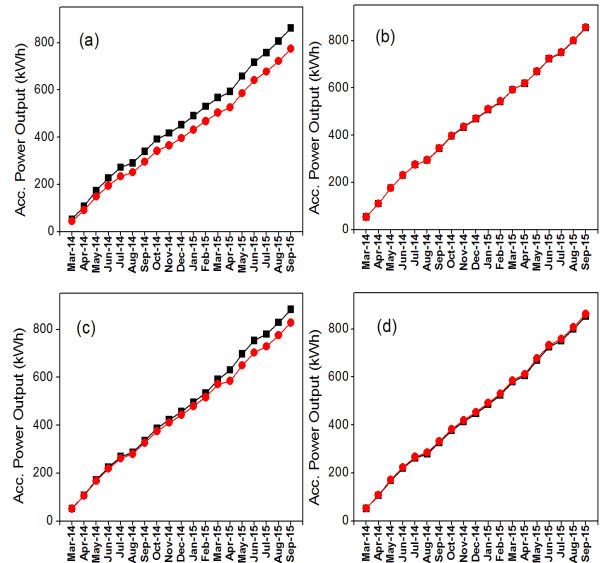 (a)
Acc. Power Output (kWh)
800
600
400
200
0
Mar-14
Apr-14
May-14
Jun-14
Jul-14
Aug-14
Sep-14
Oct-14
Nov-14
Dec-14
Jan-15
Feb-15
Mar-15
Apr-15
May-15
Jun-15
Jul-15
Aug-15
Sep-15
(b)
Acc. Power Output (kWh)
800
600
400
200
0
Mar-14
Apr-14
May-14
Jun-14
Jul-14
Aug-14
Sep-14
Oct-14
Nov-14
Dec-14
Jan-15
Feb-15
Mar-15
Apr-15
May-15
Jun-15
Jul-15
Aug-15
Sep-15
(c)
Acc. Power Output (kWh)
800
600
400
200
0
Mar-14
Apr-14
May-14
Jun-14
Jul-14
Aug-14
Sep-14
Oct-14
Nov-14
Dec-14
Jan-15
Feb-15
Mar-15
Apr-15
May-15
Jun-15
Jul-15
Aug-15
Sep-15
(d)
Acc. Power Output (kWh)
800
600
400
200
0
Mar-14
Apr-14
May-14
Jun-14
Jul-14
Aug-14
Sep-14
Oct-14
Nov-14
Dec-14
Jan-15
Feb-15
Mar-15
Apr-15
May-15
Jun-15
Jul-15
Aug-15
Sep-15